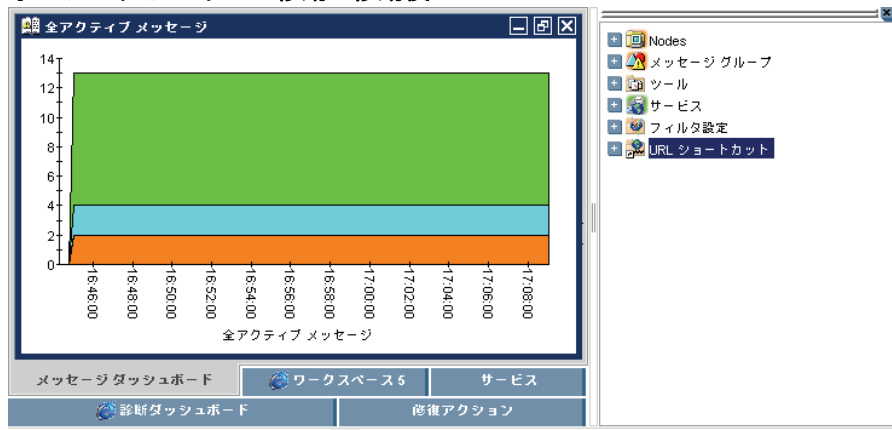 全アクティブ メッセージ
14
12
10
8
6
4
2
0
16:46:00
16:48:00
16:50:00
16:52:00
16:54:00
16:56:00
16:58:00
17:00:00
17:02:00
17:04:00
17:06:00
17:08:00
全アクティブ メッセージ
メッセージ ダッシュボード
ワークスペース 5
サービス
診断ダッシュボード
修復アクション
Nodes
メッセージ グループ
ツール
サービス
フィルタ設定
URL ショートカット